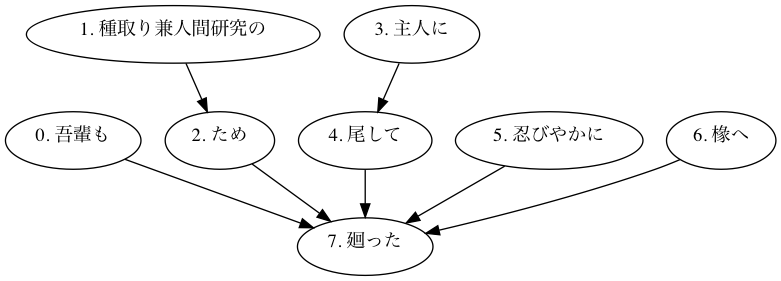 1. 種取り兼人間研究の
3. 主人に
0. 吾輩も
2. ため
4. 尾して
5. 忍びやかに
6. 椽へ
7. 廻った